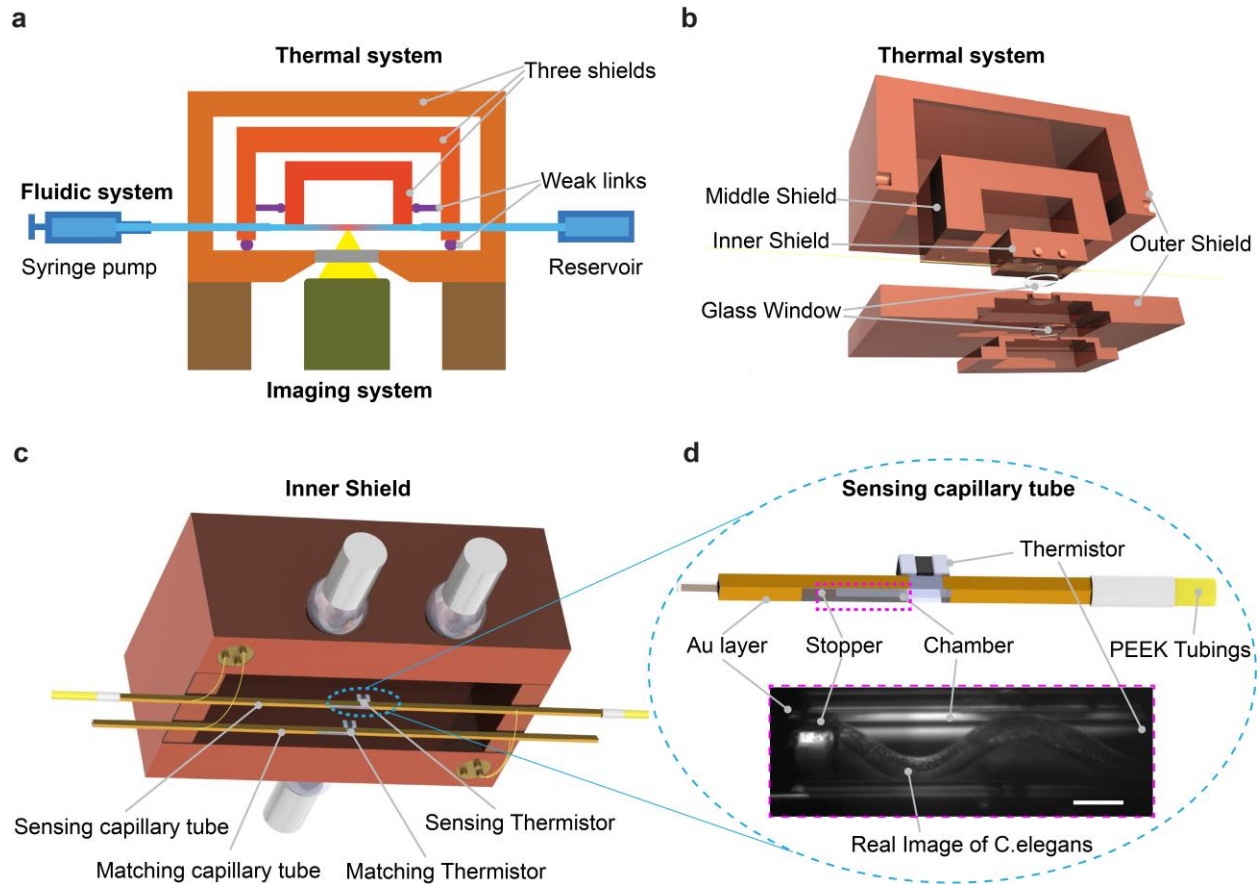 a
Thermal system
Three shields
Fluidic system
Weak links
Syringe pump
Reservoir
Imaging system
b
Thermal system
Middle Shield
Inner Shield
Outer Shield
Glass Window
c
Inner Shield
Sensing capillary tube
Sensing Thermistor
Matching capillary tube
Matching Thermistor
d
Sensing capillary tube
Thermistor
Au layer
Stopper
Chamber
PEEK Tubings
Real Image of C.elegans